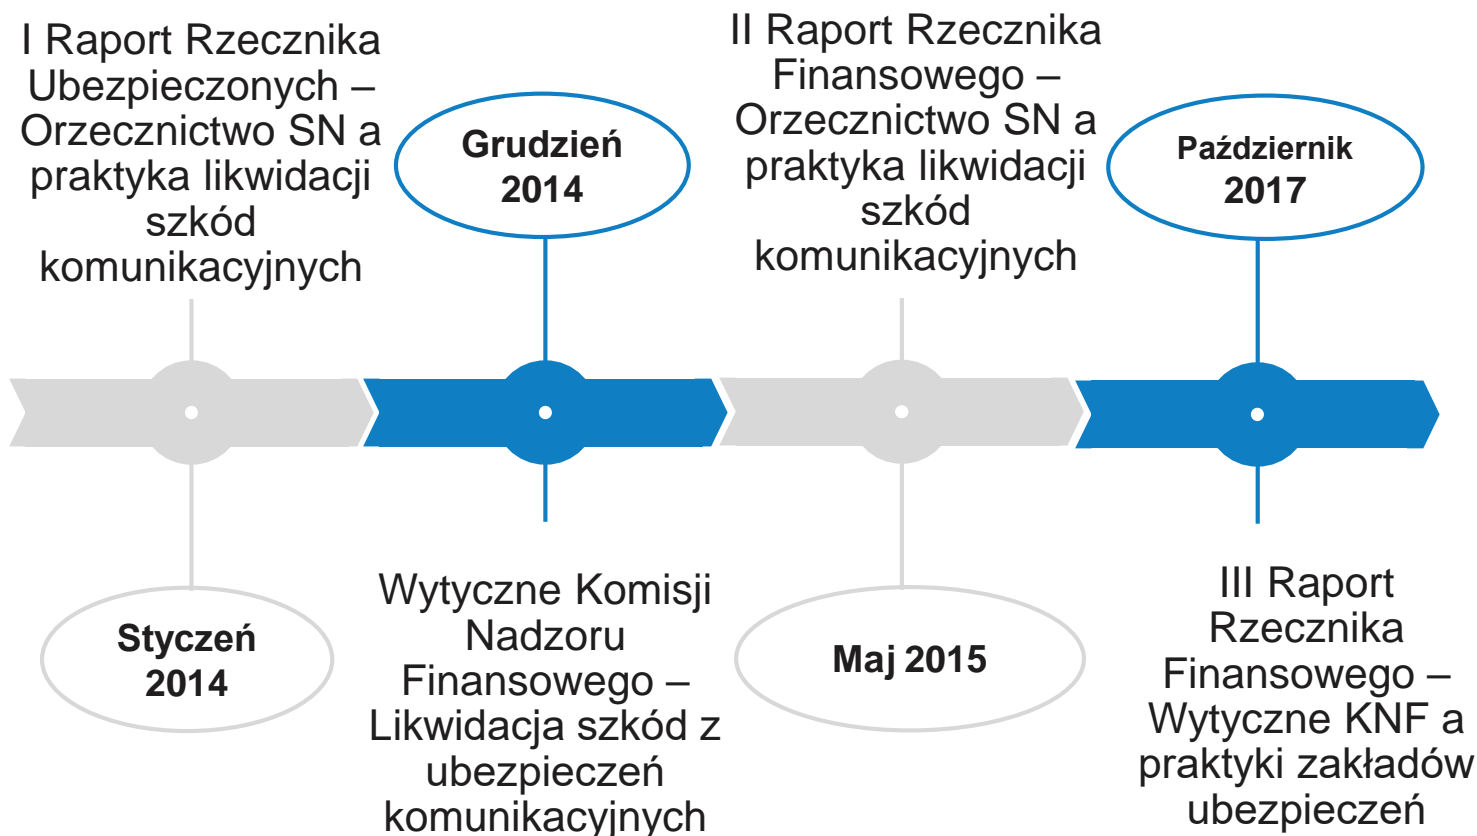 I Raport Rzecznika
Ubezpieczonych –
Orzecznictwo SN a
praktyka likwidacji
szkód
komunikacyjnych
Styczeń
2014
Grudzień
2014
Wytyczne Komisji
Nadzoru
Finansowego –
Likwidacja szkód z
ubezpieczeń
komunikacyjnych
II Raport Rzecznika
Finansowego –
Orzecznictwo SN a
praktyka likwidacji
szkód
komunikacyjnych
Maj 2015
Październik
2017
III Raport
Rzecznika
Finansowego –
Wytyczne KNF a
praktyki zakładów
ubezpieczeń